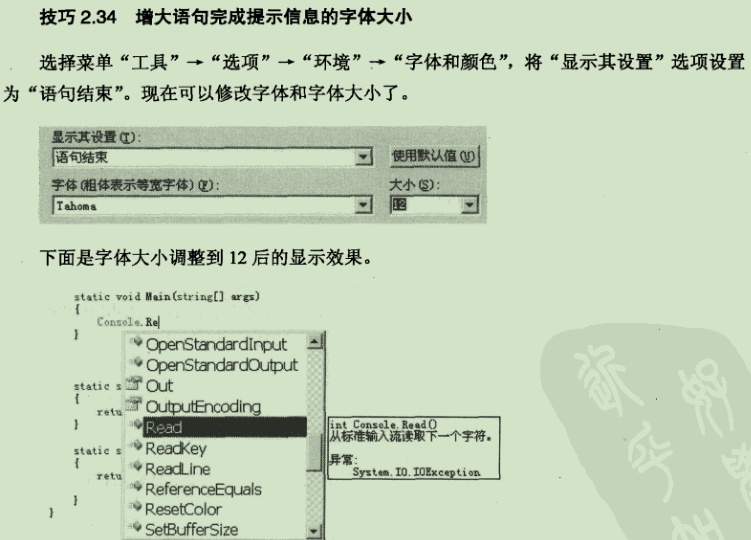 技巧 2.34 增大语句完成提示信息的字体大小
选择菜单“工具”→“选项”→“环境”→“字体和颜色”，将“显示其设置”选项设置
为“语句结束”。现在可以修改字体和字体大小了。
显示其设置(T):
语句结束
使用默认值(U)
字体(粗体表示等宽字体)(F):
大小(S):
Tahoma
12
下面是字体大小调整到 12 后的显示效果。
static void Main(string[] args)
{
Console.Re
}
OpenStandardInput
OpenStandardOutput
static s
Out
{
OutputEncoding
retu
}
Read
int Console.Read()
从标准输入流读取下一个字符。
异常:
System.IO.IOException
static s
ReadKey
{
ReadLine
retu
ReferenceEquals
}
ResetColor
}
SetBufferSize